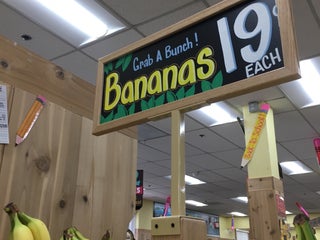 Grab A Bunch!
Bananas
19¢
EACH